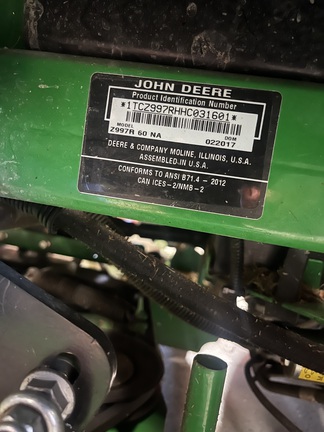 JOHN DEERE
Product Identification Number
*1TCZ997RHHC031601*
MODEL DOM
Z997R 60 NA 022017
DEERE & COMPANY MOLINE, ILLINOIS, U.S.A.
ASSEMBLED IN U.S.A.
CONFORMS TO ANSI B71.4 - 2012
CAN ICES-2/NMB-2